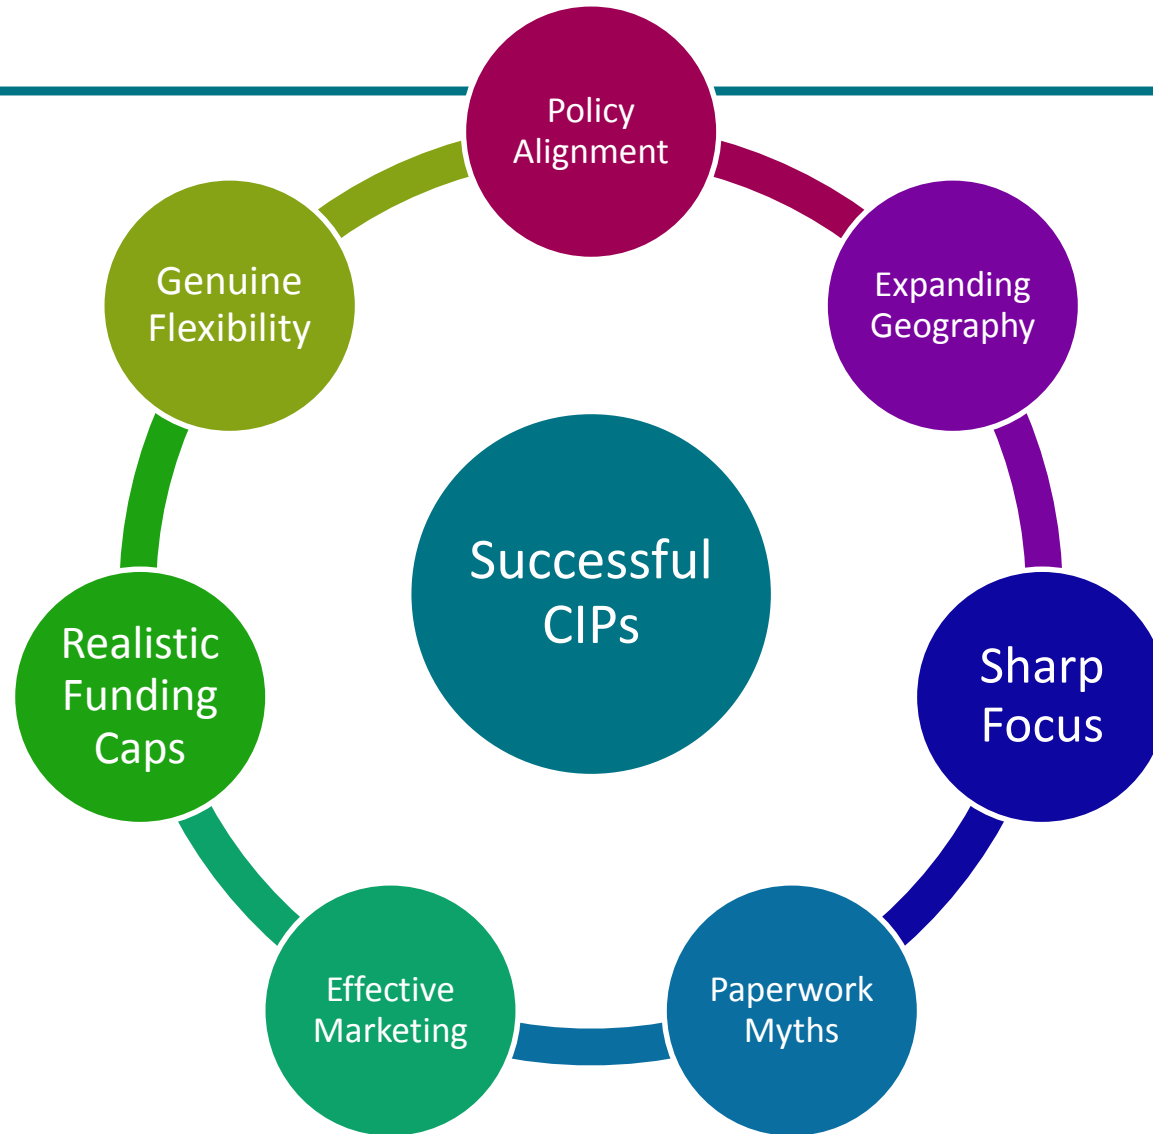 Policy
Alignment
Expanding
Geography
Sharp
Focus
Paperwork
Myths
Effective
Marketing
Realistic
Funding
Caps
Genuine
Flexibility
Successful
CIPs